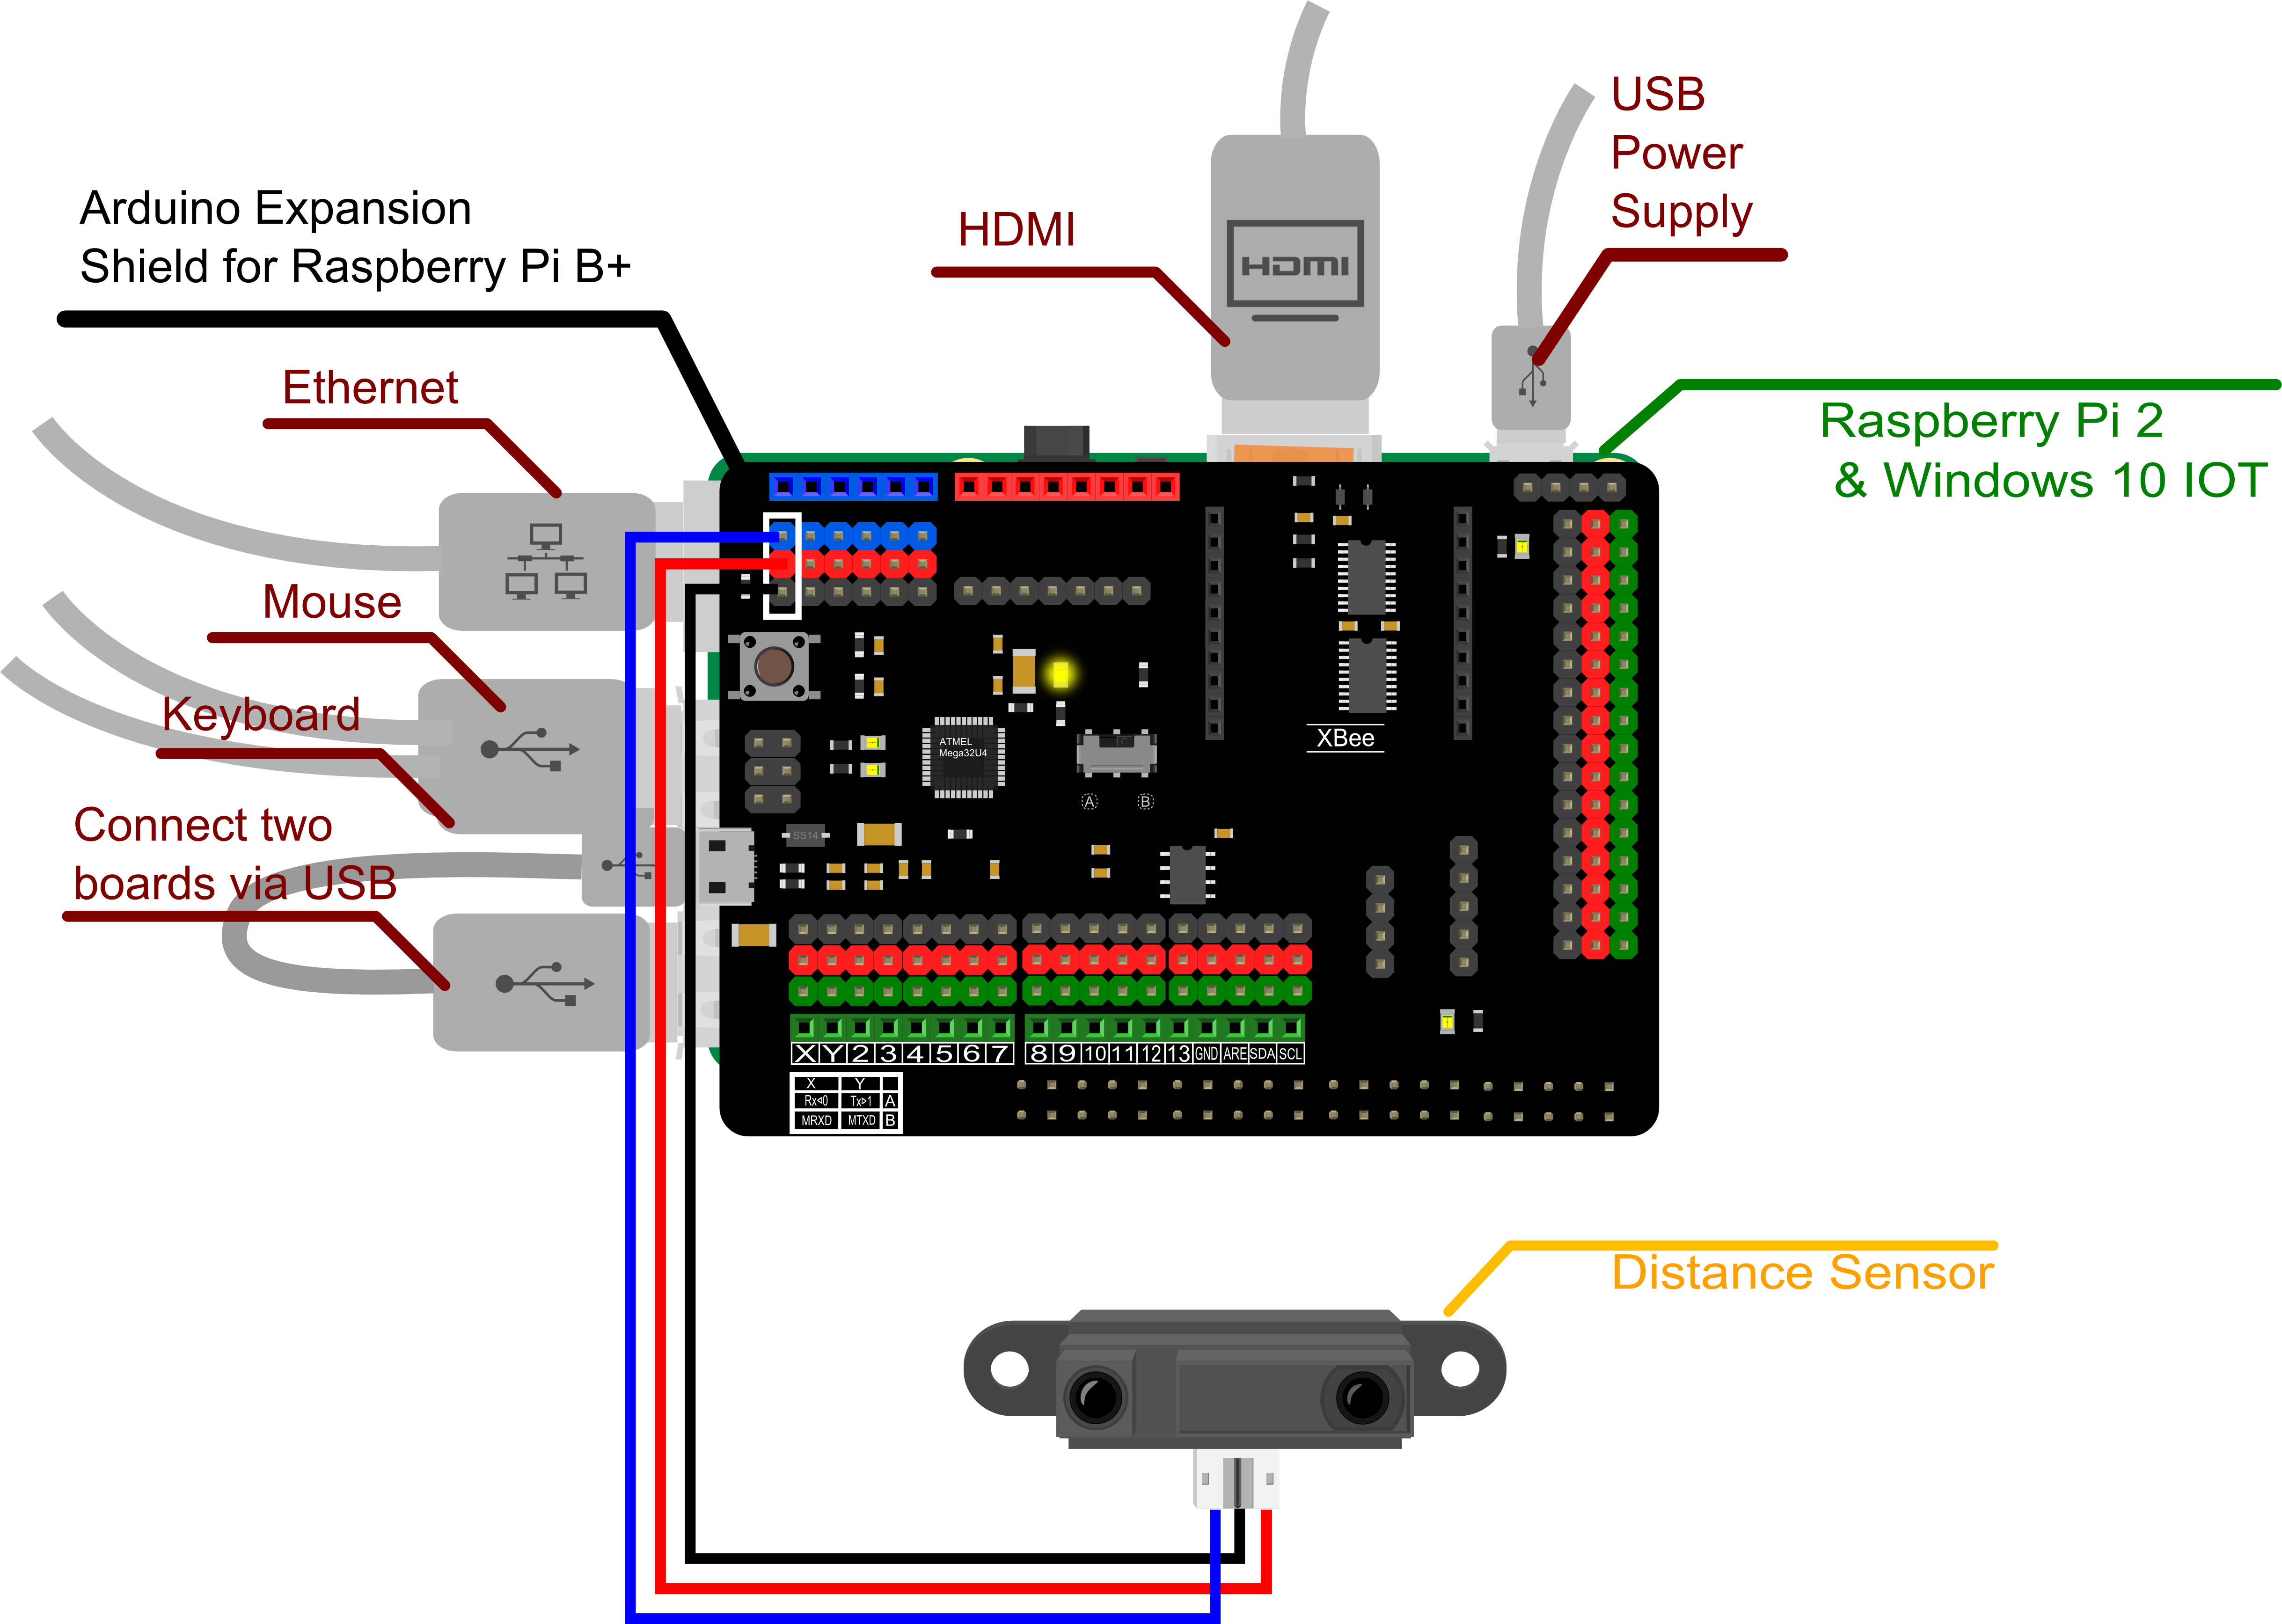 USB
Power
Supply
Arduino Expansion
Shield for Raspberry Pi B+
HDMI
HDMI
Ethernet
Raspberry Pi 2
& Windows 10 IOT
Mouse
Keyboard
XBee
ATMEL
Mega32U4
A B
Connect two
boards via USB
SS14
X Y 2 3 4 5 6 7 8 9 10 11 12 13 GND ARE SDA SCL
X Y
Rx◁0 Tx▷1 A
MRXD MTXD B
Distance Sensor